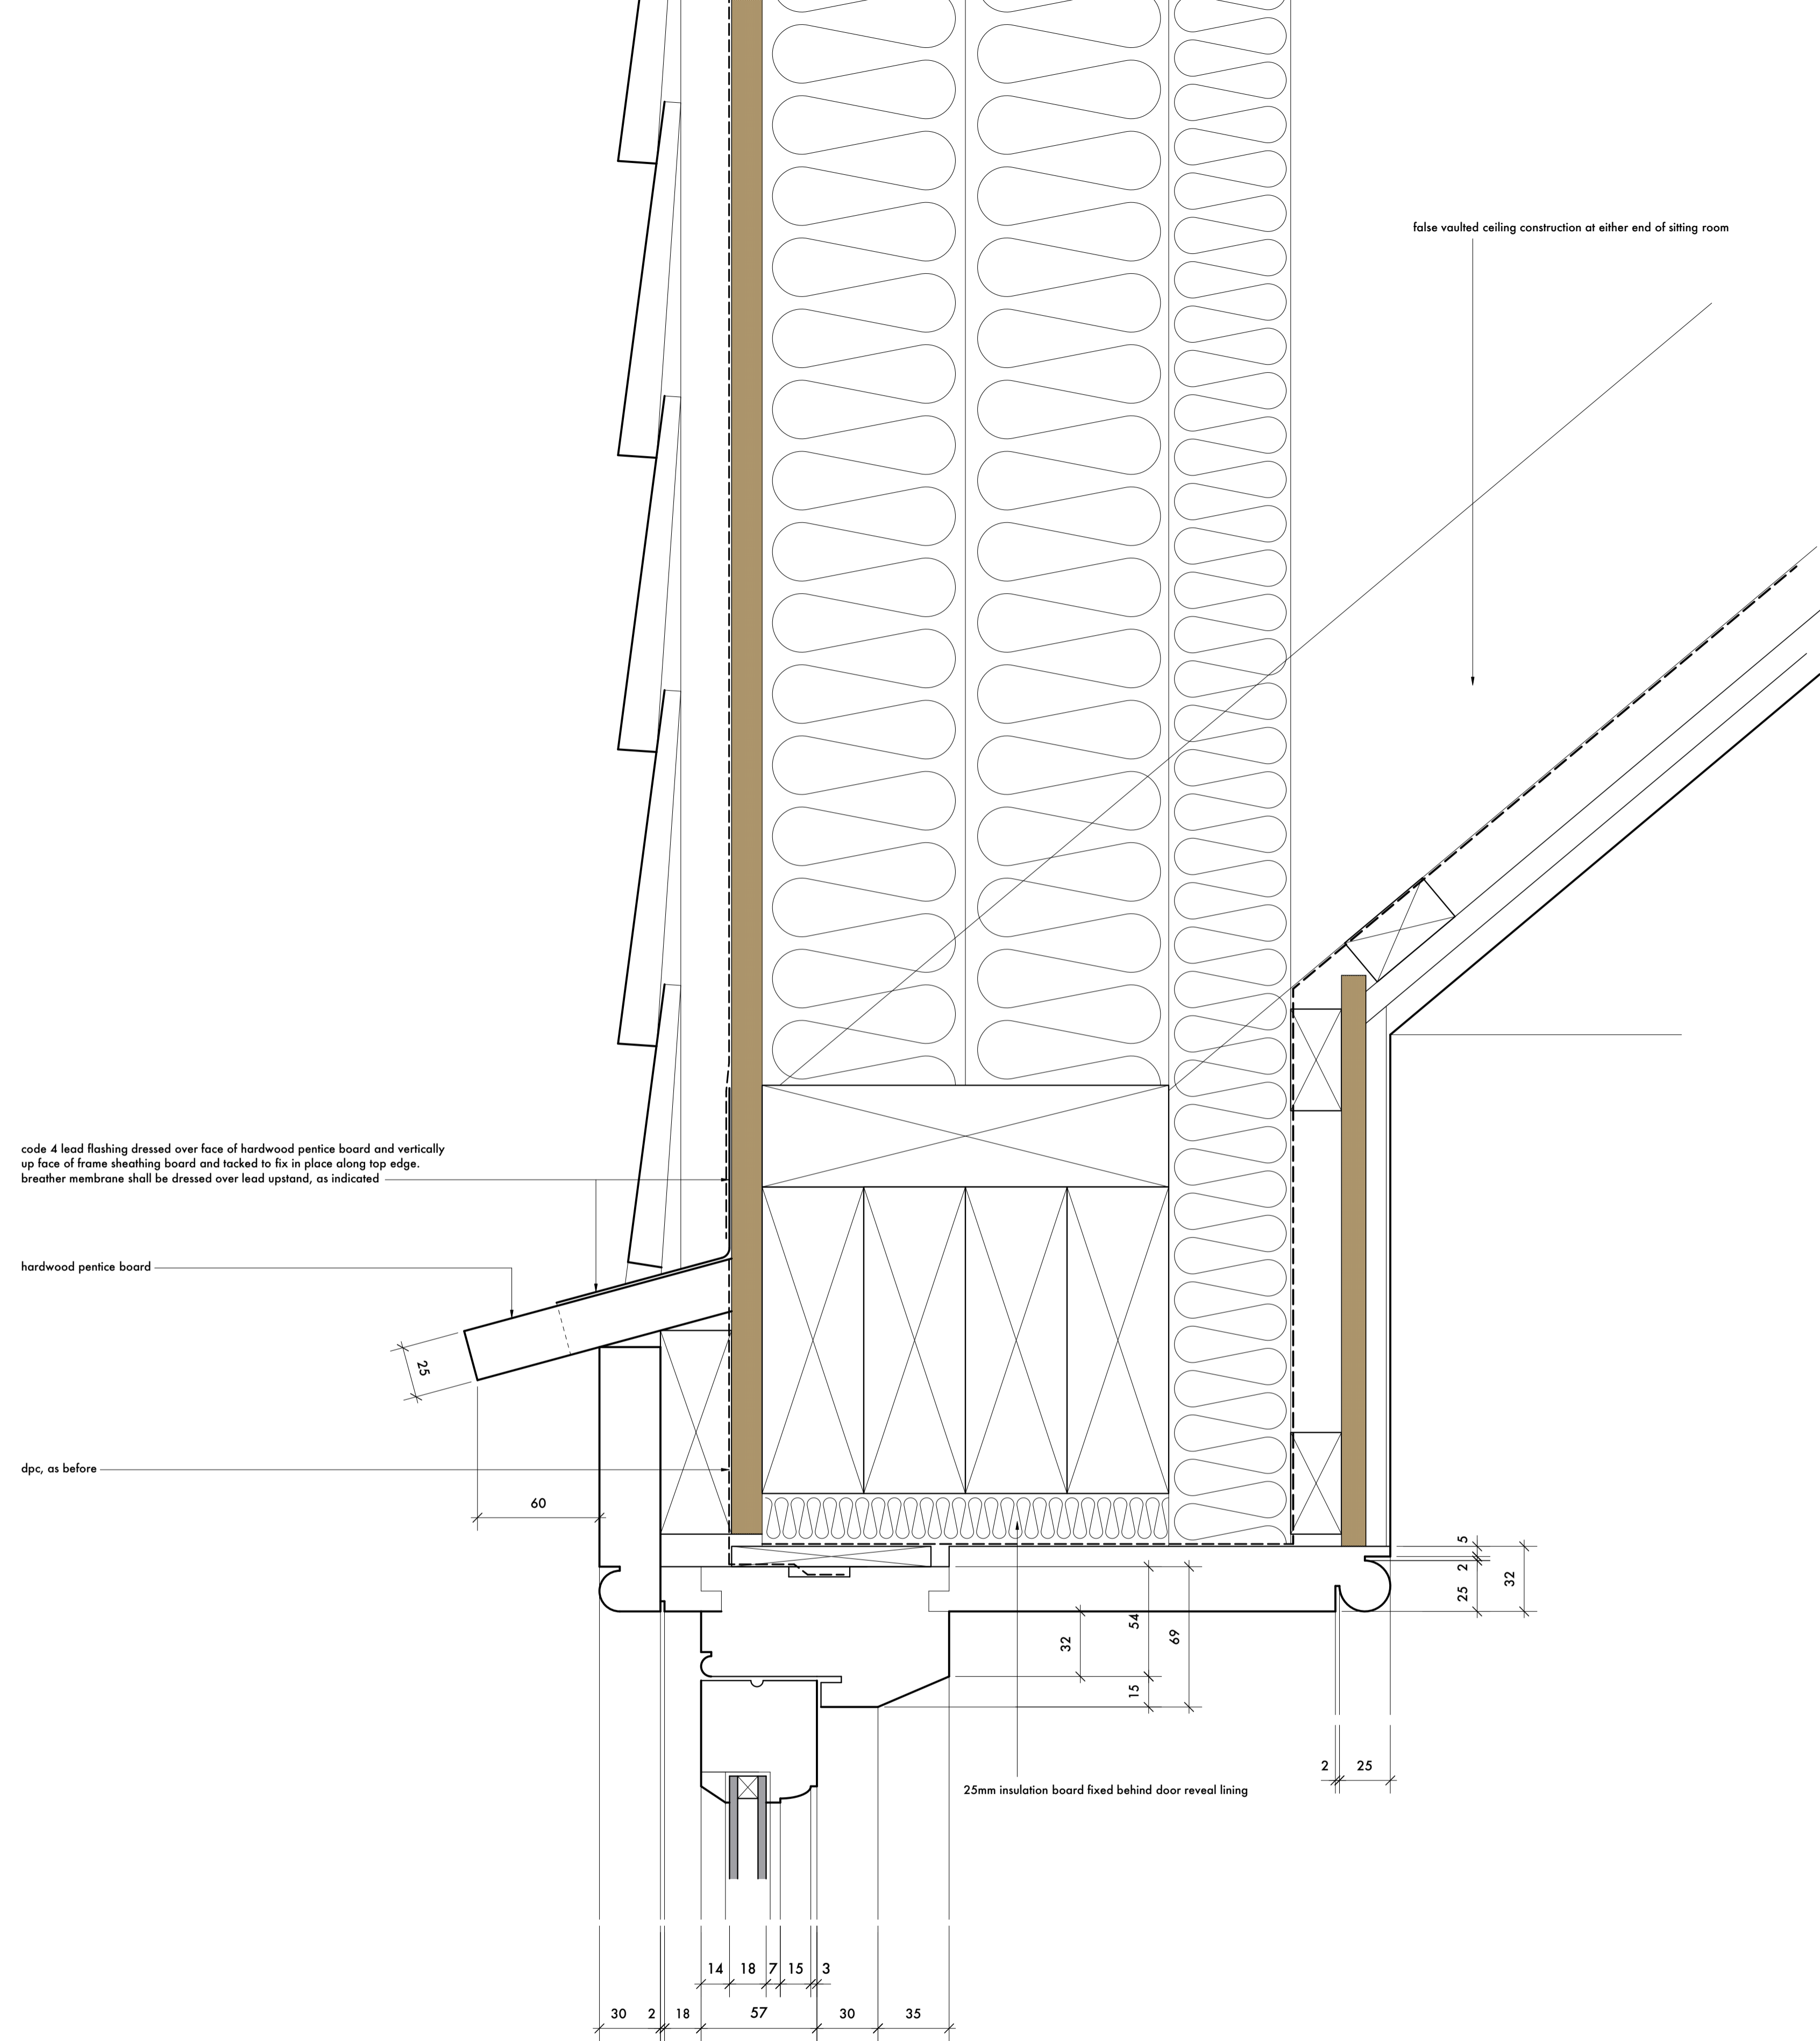 false vaulted ceiling construction at either end of sitting room
code 4 lead flashing dressed over face of hardwood pentice board and vertically
up face of frame sheathing board and tacked to fix in place along top edge.
breather membrane shall be dressed over lead upstand, as indicated
hardwood pentice board
25
dpc, as before
60
5
2
25
32
54
32
69
15
2 25
25mm insulation board fixed behind door reveal lining
14 18 7 15 3
30 2 18 57 30 35